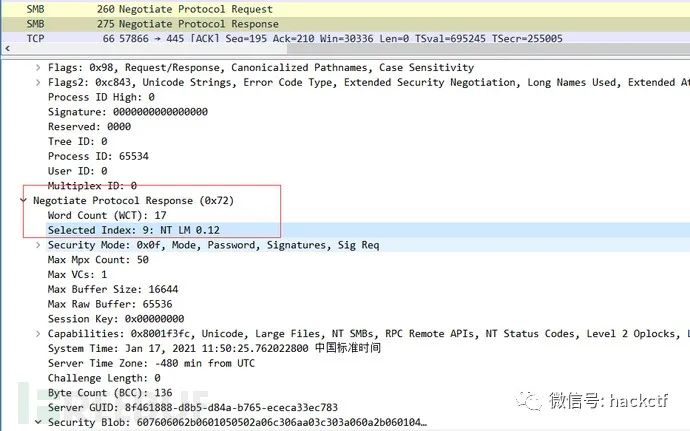 SMB 260 Negotiate Protocol Request
SMB 275 Negotiate Protocol Response
TCP 66 57866 → 445 [ACK] Seq=195 Ack=210 Win=30336 Len=0 TSval=695245 TSecr=255005
Flags: 0x98, Request/Response, Canonicalized Pathnames, Case Sensitivity
Flags2: 0xc843, Unicode Strings, Error Code Type, Extended Security Negotiation, Long Names Used, Extended At
Process ID High: 0
Signature: 0000000000000000
Reserved: 0000
Tree ID: 0
Process ID: 65534
User ID: 0
Multiplex ID: 0
Negotiate Protocol Response (0x72)
Word Count (WCT): 17
Selected Index: 9: NT LM 0.12
Security Mode: 0x0f, Mode, Password, Signatures, Sig Req
Max Mpx Count: 50
Max VCs: 1
Max Buffer Size: 16644
Max Raw Buffer: 65536
Session Key: 0x00000000
Capabilities: 0x8001f3fc, Unicode, Large Files, NT SMBs, RPC Remote APIs, NT Status Codes, Level 2 Oplocks, L
System Time: Jan 17, 2021 11:50:25.762022800 中国标准时间
Server Time Zone: -480 min from UTC
Challenge Length: 0
Byte Count (BCC): 136
Server GUID: 8f461888-d8b5-d84a-b765-ececa33ec783
Security Blob: 607606062b0601050502a06c306aa03c303a060a2b060104…
微信号: hackctf